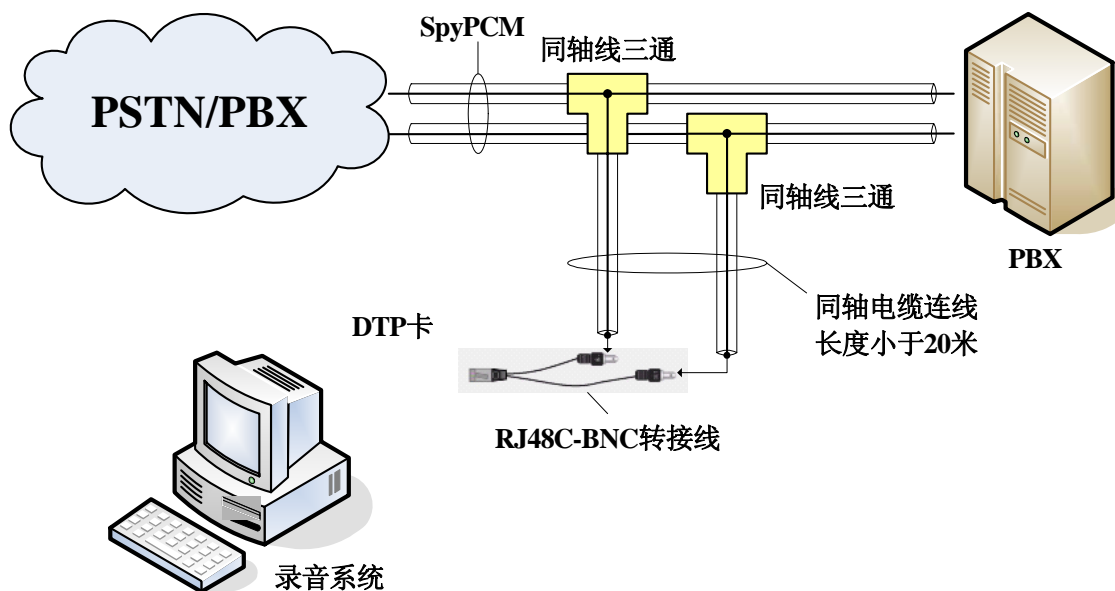 SpyPCM
同轴线三通
PSTN/PBX
同轴线三通
PBX
同轴电缆连线
长度小于20米
DTP卡
RJ48C-BNC转接线
录音系统